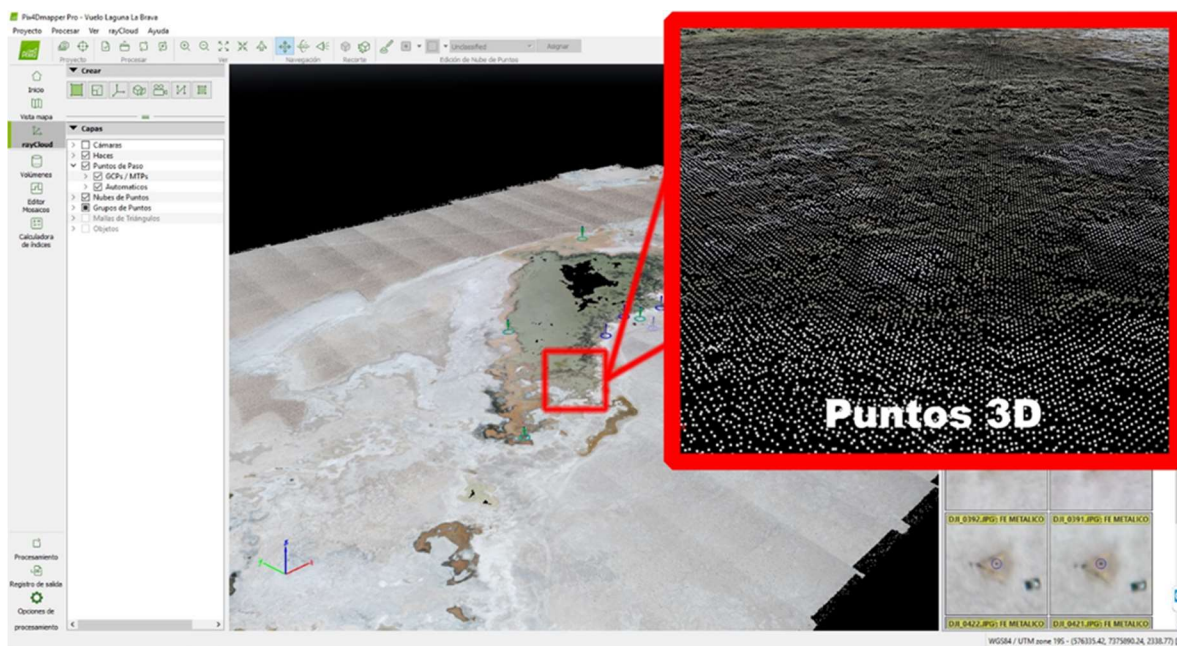 Pix4Dmapper Pro - Vuelo Laguna La Brava
Proyecto Procesar Ver rayCloud Ayuda
Unclassified Asignar
Proyecto Procesar Ver Navegación Recorte Edición de Nube de Puntos
Inicio
Vista mapa
rayCloud
Volúmenes
Editor
Mosaicos
Calculadora
de índices
Procesamiento
Registro de salida
Opciones de
procesamiento
Crear
Capas
Cámaras
Haces
Puntos de Paso
GCPs / MTPs
Automaticos
Nubes de Puntos
Grupos de Puntos
Mallas de Triángulos
Objetos
Puntos 3D
DJI_0392.JPG: FE METALICO DJI_0391.JPG: FE METALICO
DJI_0422.JPG: FE METALICO DJI_0421.JPG: FE METALICO
WGS84 / UTM zone 19S - (576335.42, 7375890.24, 2338.77)